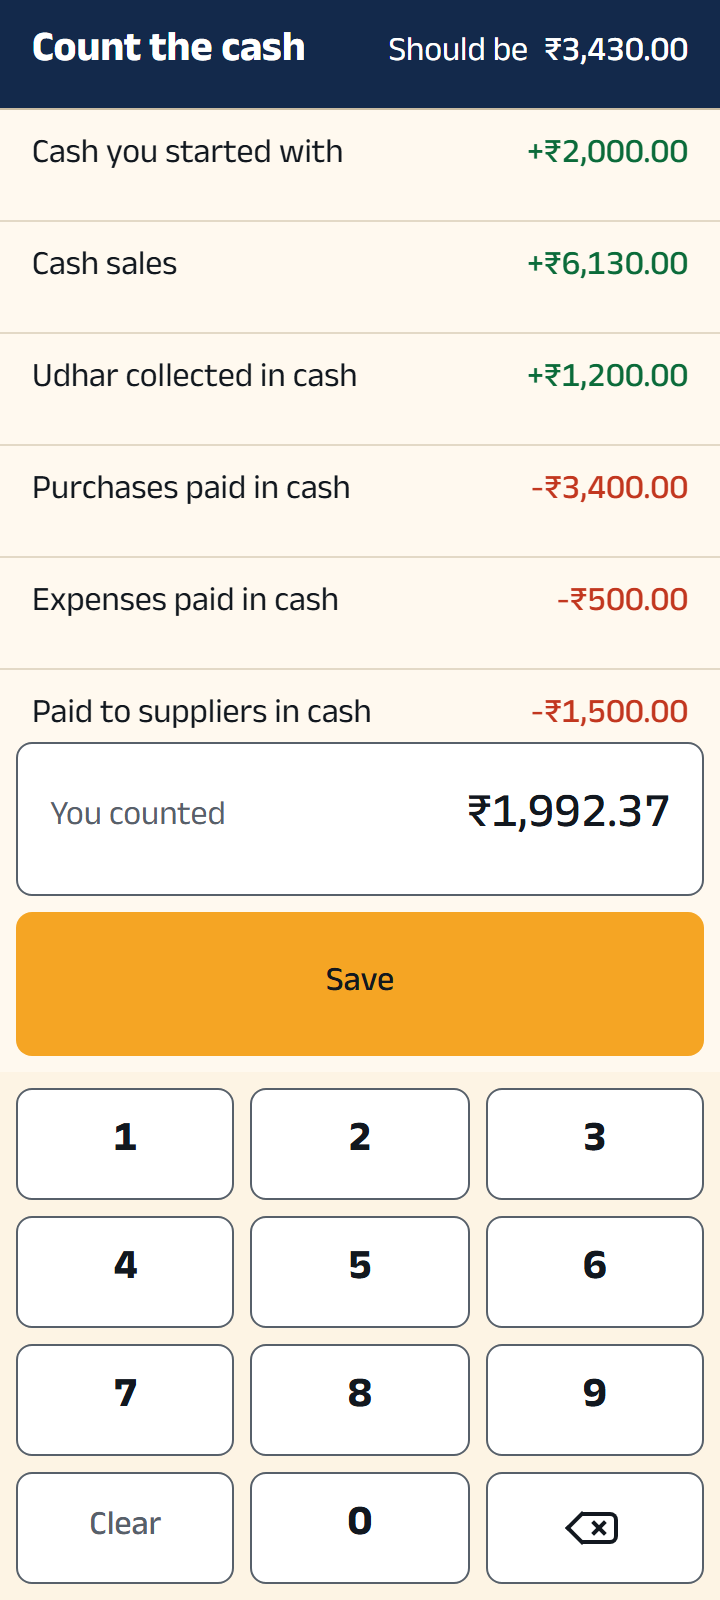 Count the cash
Should be ₹3,430.00
Cash you started with +₹2,000.00
Cash sales +₹6,130.00
Udhar collected in cash +₹1,200.00
Purchases paid in cash -₹3,400.00
Expenses paid in cash -₹500.00
Paid to suppliers in cash -₹1,500.00
You counted ₹1,992.37
Save
1 2 3
4 5 6
7 8 9
Clear 0